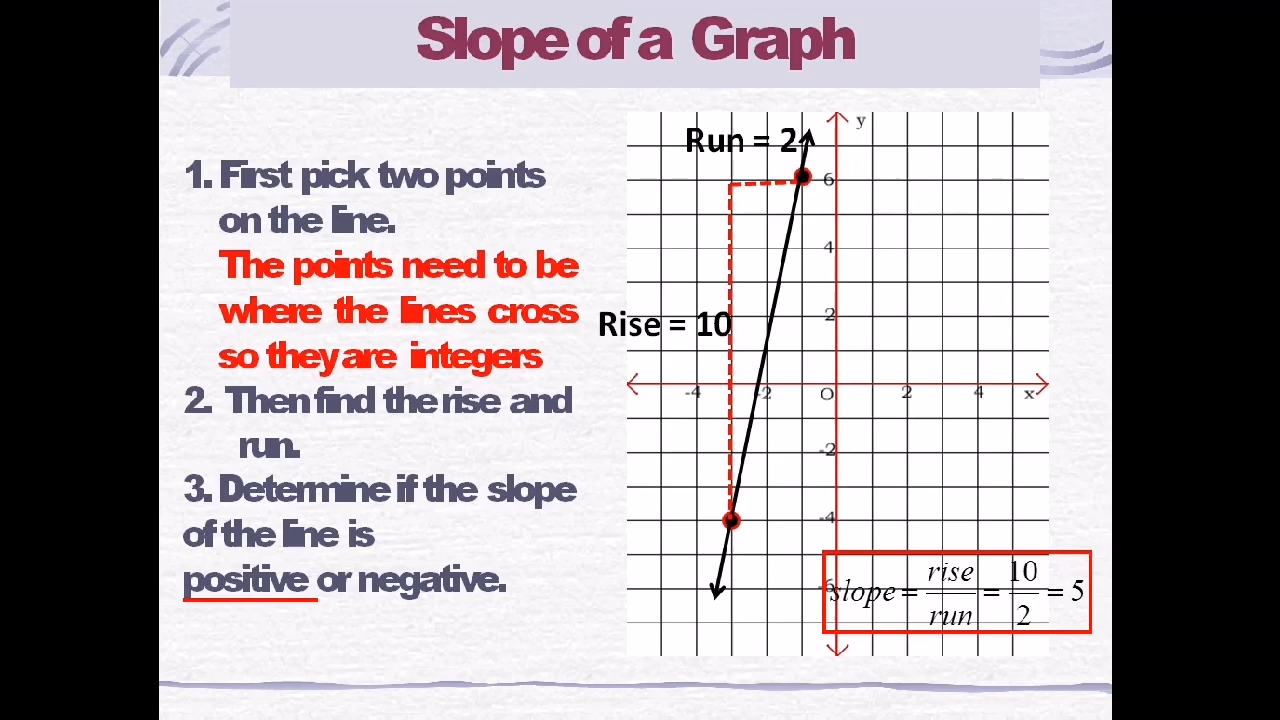 Slope of a Graph
1. First pick two points
on the line.
The points need to be
where the lines cross
so they are integers
2. Then find the rise and
run.
3. Determine if the slope
of the line is
positive or negative.
Run = 2
y
6
4
Rise = 10
2
-4 -2 O 2 4 x
-2
-4
-6
slope = rise/run = 10/2 = 5